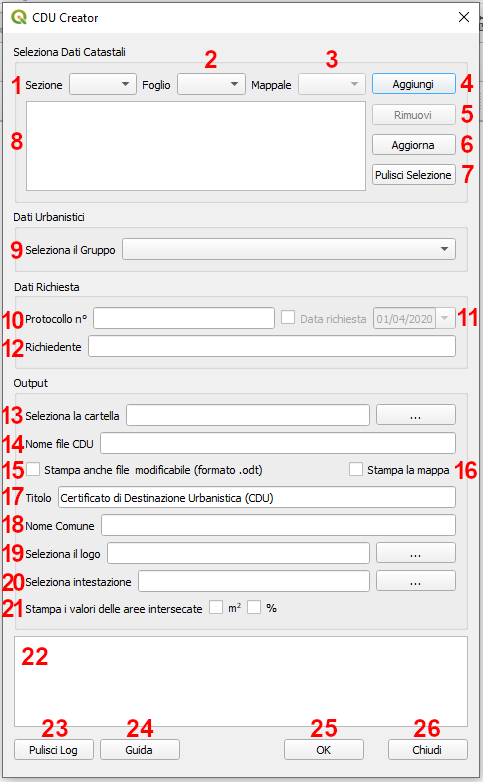 CDU Creator
Seleziona Dati Catastali
2 3
1 Sezione Foglio Mappale Aggiungi 4
Rimuovi 5
8 Aggiorna 6
Pulisci Selezione 7
Dati Urbanistici
9 Seleziona il Gruppo
Dati Richiesta
10 Protocollo n° Data richiesta 01/04/2020 11
12 Richiedente
Output
13 Seleziona la cartella ...
14 Nome file CDU
15 Stampa anche file modificabile (formato .odt) Stampa la mappa 16
17 Titolo Certificato di Destinazione Urbanistica (CDU)
18 Nome Comune
19 Seleziona il logo ...
20 Seleziona intestazione ...
21 Stampa i valori delle aree intersecate m² %
22
23 24 25 26
Pulisci Log Guida OK Chiudi